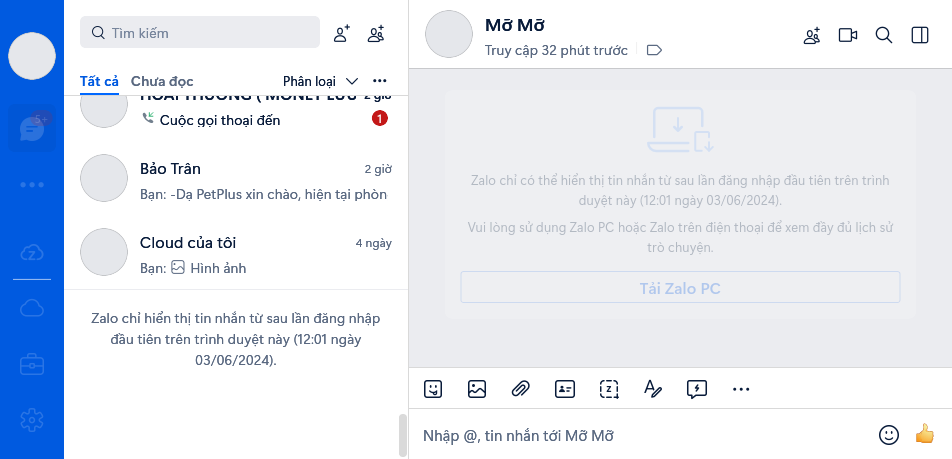 5+
Tìm kiếm
Tất cả
Chưa đọc
Phân loại
2 giờ
Cuộc gọi thoại đến
1
Bảo Trân
2 giờ
Bạn: -Dạ PetPlus xin chào, hiện tại phòn
Cloud của tôi
4 ngày
Bạn: Hình ảnh
Zalo chỉ hiển thị tin nhắn từ sau lần đăng nhập
đầu tiên trên trình duyệt này (12:01 ngày
03/06/2024).
Mỡ Mỡ
Truy cập 32 phút trước
Zalo chỉ có thể hiển thị tin nhắn từ sau lần đăng nhập đầu tiên trên trình
duyệt này (12:01 ngày 03/06/2024).
Vui lòng sử dụng Zalo PC hoặc Zalo trên điện thoại để xem đầy đủ lịch sử
trò chuyện.
Tải Zalo PC
Nhập @, tin nhắn tới Mỡ Mỡ